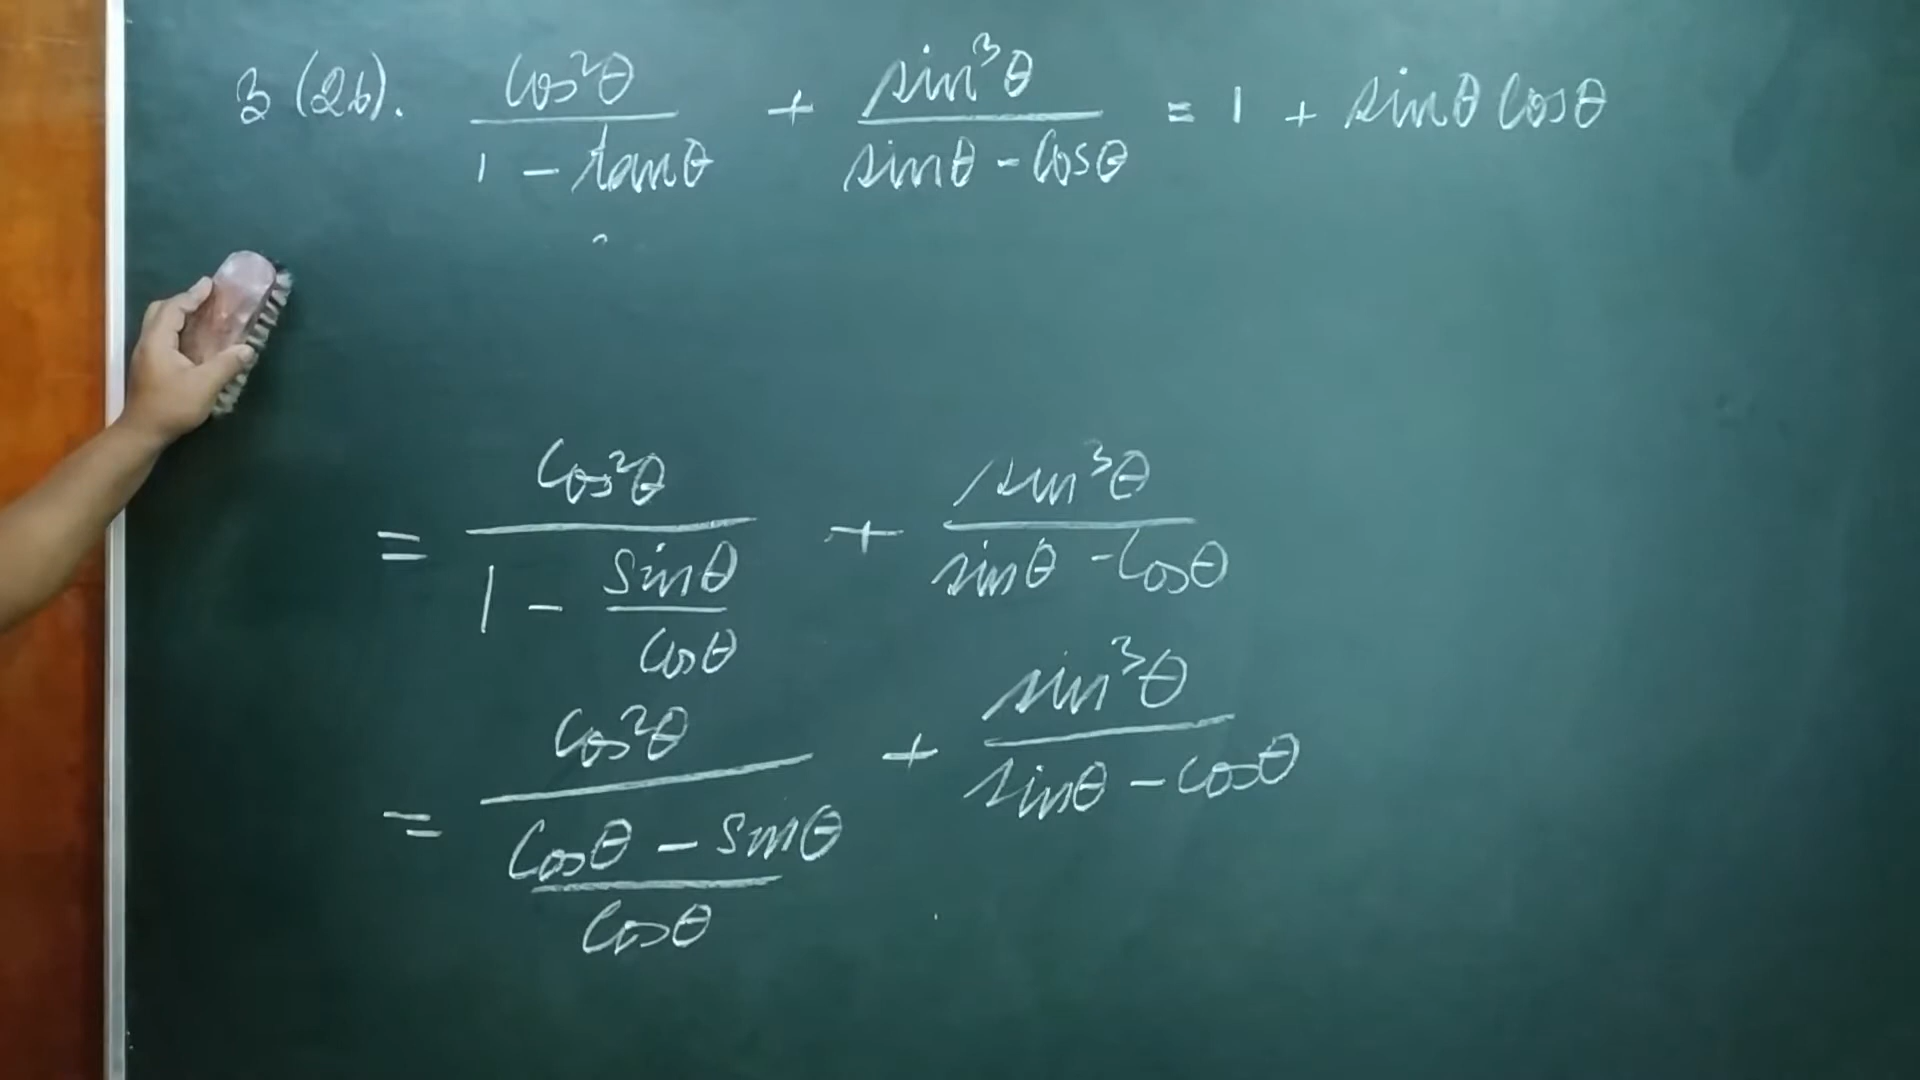 3 (26). cos²θ / 1 - tanθ + sin³θ / sinθ - cosθ = 1 + sinθ cosθ
= cos²θ / 1 - sinθ / cosθ + sin³θ / sinθ - cosθ
= cos²θ / cosθ - sinθ / cosθ + sin³θ / sinθ - cosθ